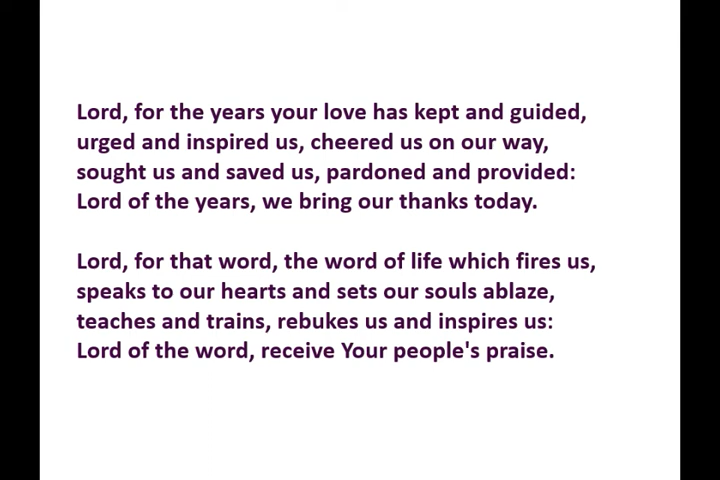 Lord, for the years your love has kept and guided,
urged and inspired us, cheered us on our way,
sought us and saved us, pardoned and provided:
Lord of the years, we bring our thanks today.
Lord, for that word, the word of life which fires us,
speaks to our hearts and sets our souls ablaze,
teaches and trains, rebukes us and inspires us:
Lord of the word, receive Your people's praise.